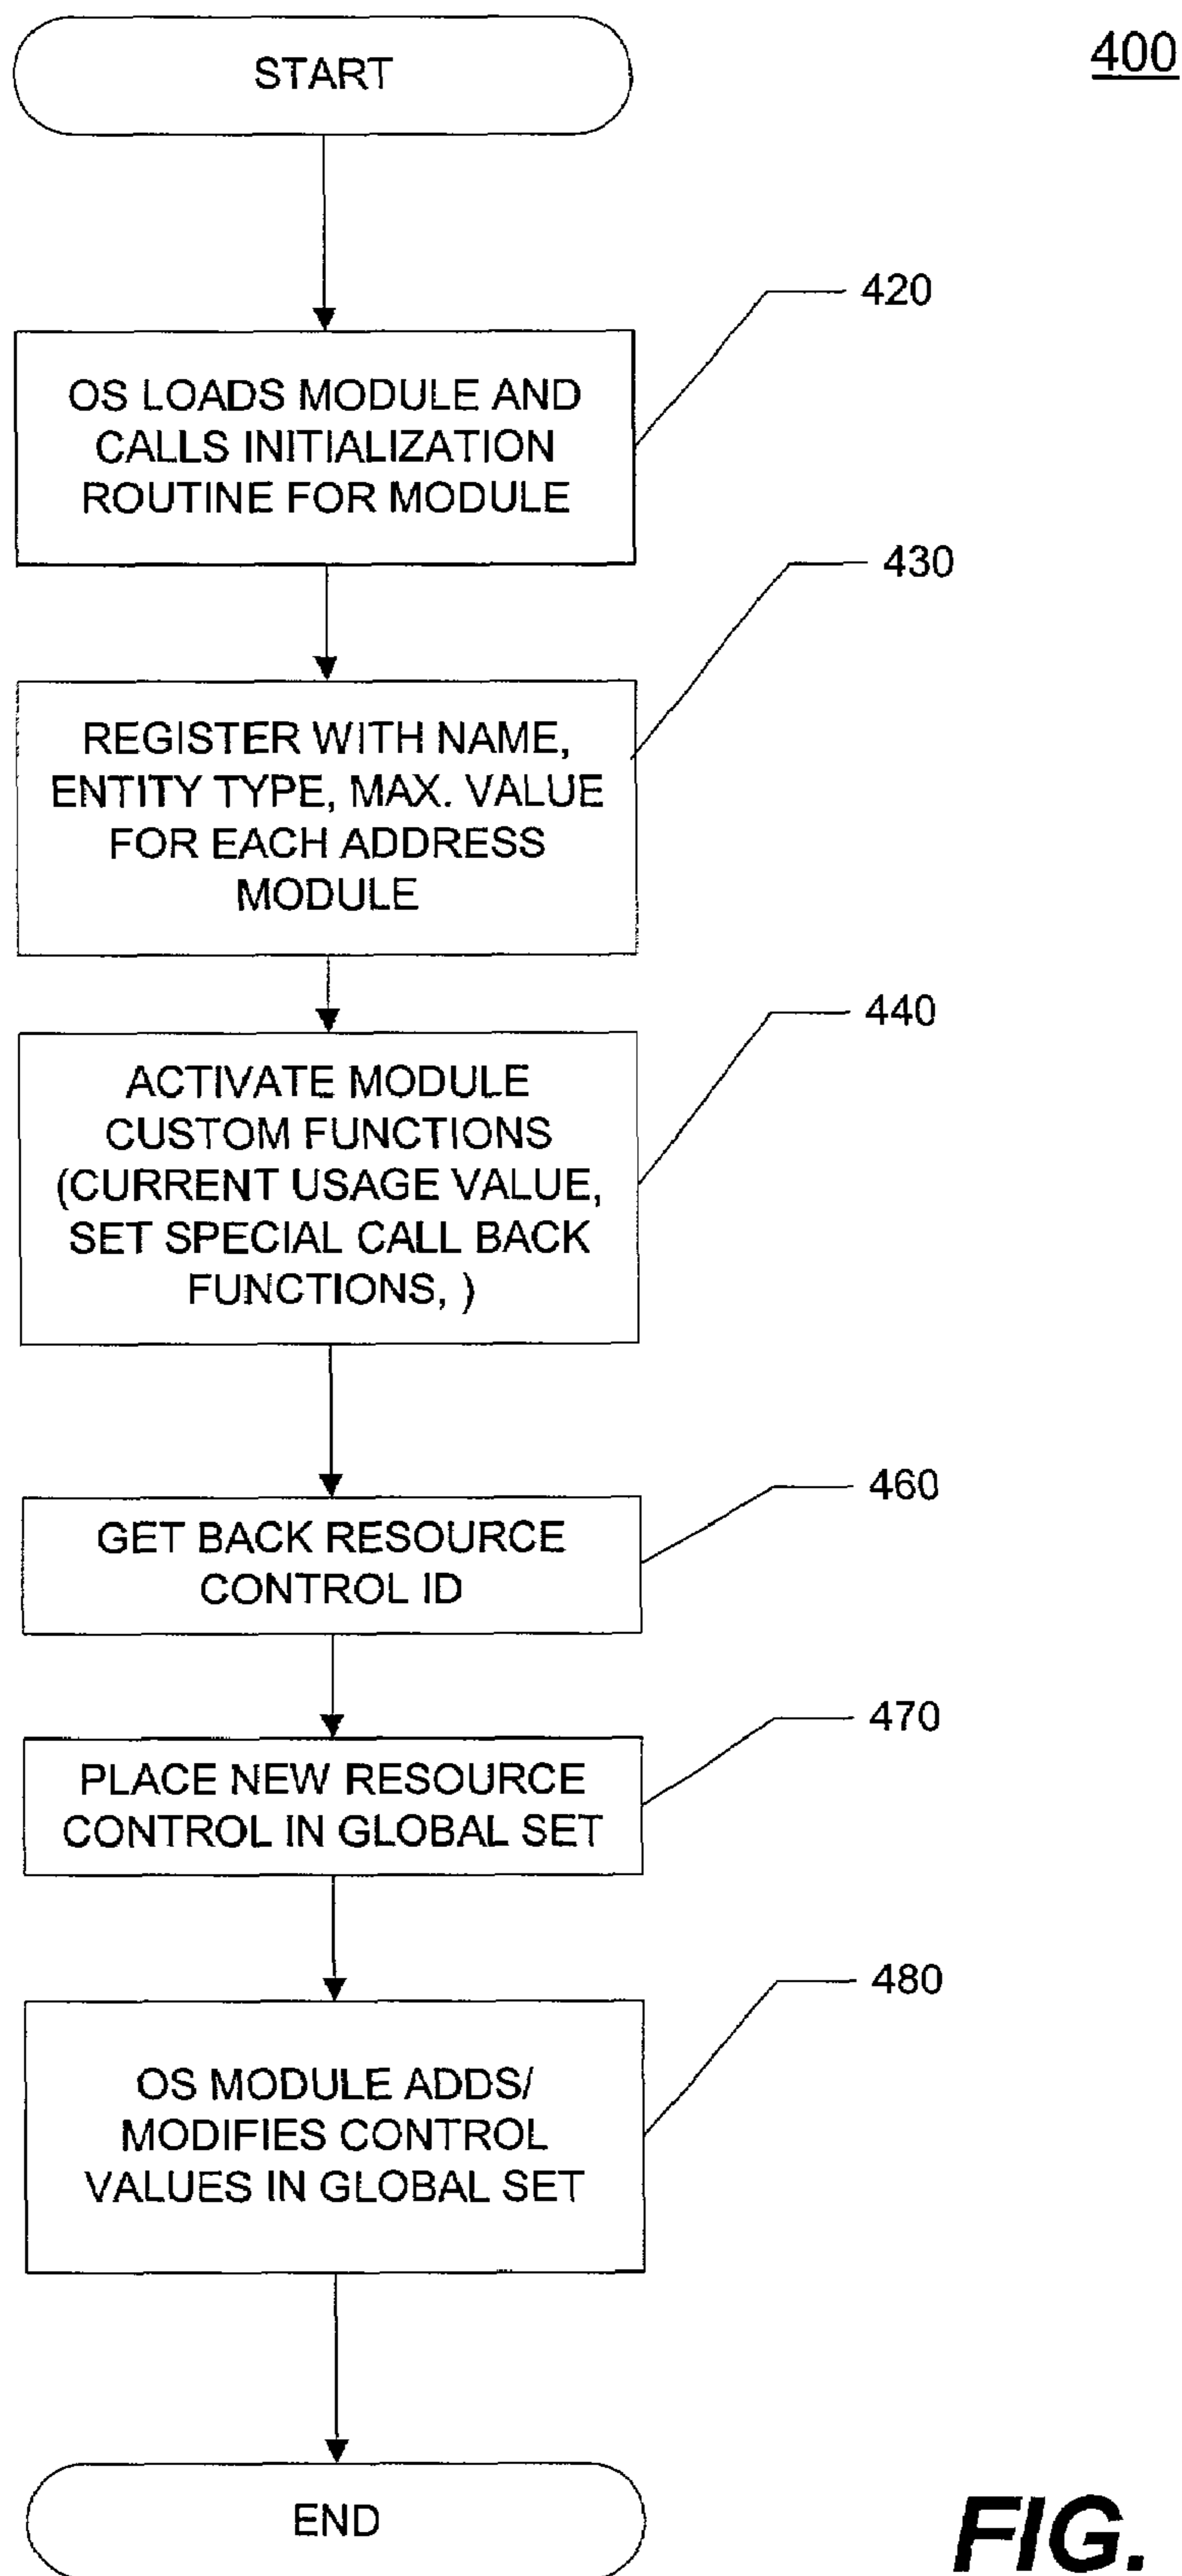 START
400
420
OS LOADS MODULE AND
CALLS INITIALIZATION
ROUTINE FOR MODULE
430
REGISTER WITH NAME,
ENTITY TYPE, MAX. VALUE
FOR EACH ADDRESS
MODULE
440
ACTIVATE MODULE
CUSTOM FUNCTIONS
(CURRENT USAGE VALUE,
SET SPECIAL CALL BACK
FUNCTIONS, )
460
GET BACK RESOURCE
CONTROL ID
470
PLACE NEW RESOURCE
CONTROL IN GLOBAL SET
480
OS MODULE ADDS/
MODIFIES CONTROL
VALUES IN GLOBAL SET
END
FIG.